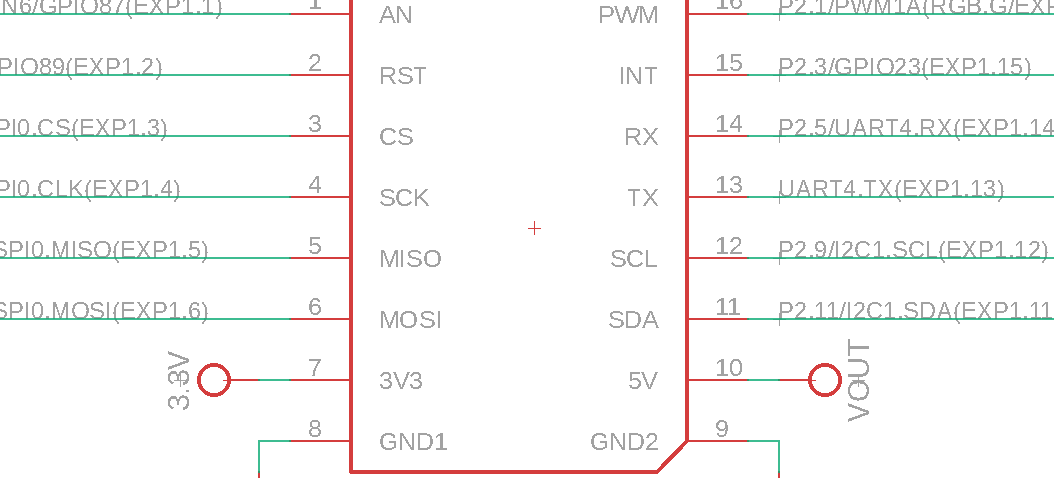 N6/GPIO87(EXP1.1) 1 AN PWM 16 P2.1/PWM1A(RGB.G/EXP
PIO89(EXP1.2) 2 RST INT 15 P2.3/GPIO23(EXP1.15)
PI0.CS(EXP1.3) 3 CS RX 14 P2.5/UART4.RX(EXP1.14
PI0.CLK(EXP1.4) 4 SCK TX 13 UART4.TX(EXP1.13)
SPI0.MISO(EXP1.5) 5 MISO SCL 12 P2.9/I2C1.SCL(EXP1.12)
SPI0.MOSI(EXP1.6) 6 MOSI SDA 11 P2.11/I2C1.SDA(EXP1.11
3.3V 7 3V3 5V 10 VOUT
8 GND1 GND2 9